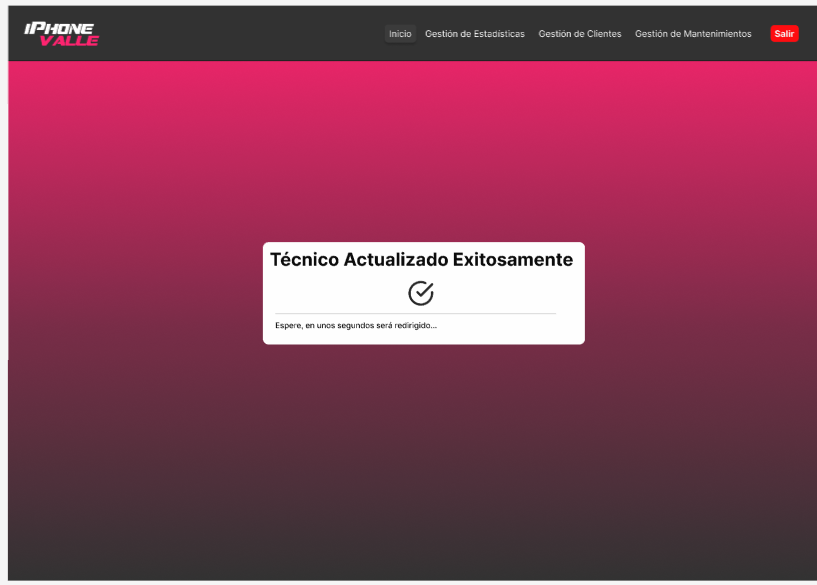 iPHONE
VALLE
Inicio Gestión de Estadísticas Gestión de Clientes Gestión de Mantenimientos Salir
Técnico Actualizado Exitosamente
Espere, en unos segundos será redirigido...